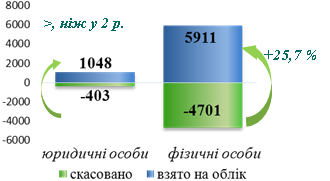 8000
6000
4000
2000
0
-2000
-4000
-6000
>, ніж у 2 р.
1048
-403
5911
-4701
+25,7 %
юридичні особи
фізичні особи
скасовано
взято на облік